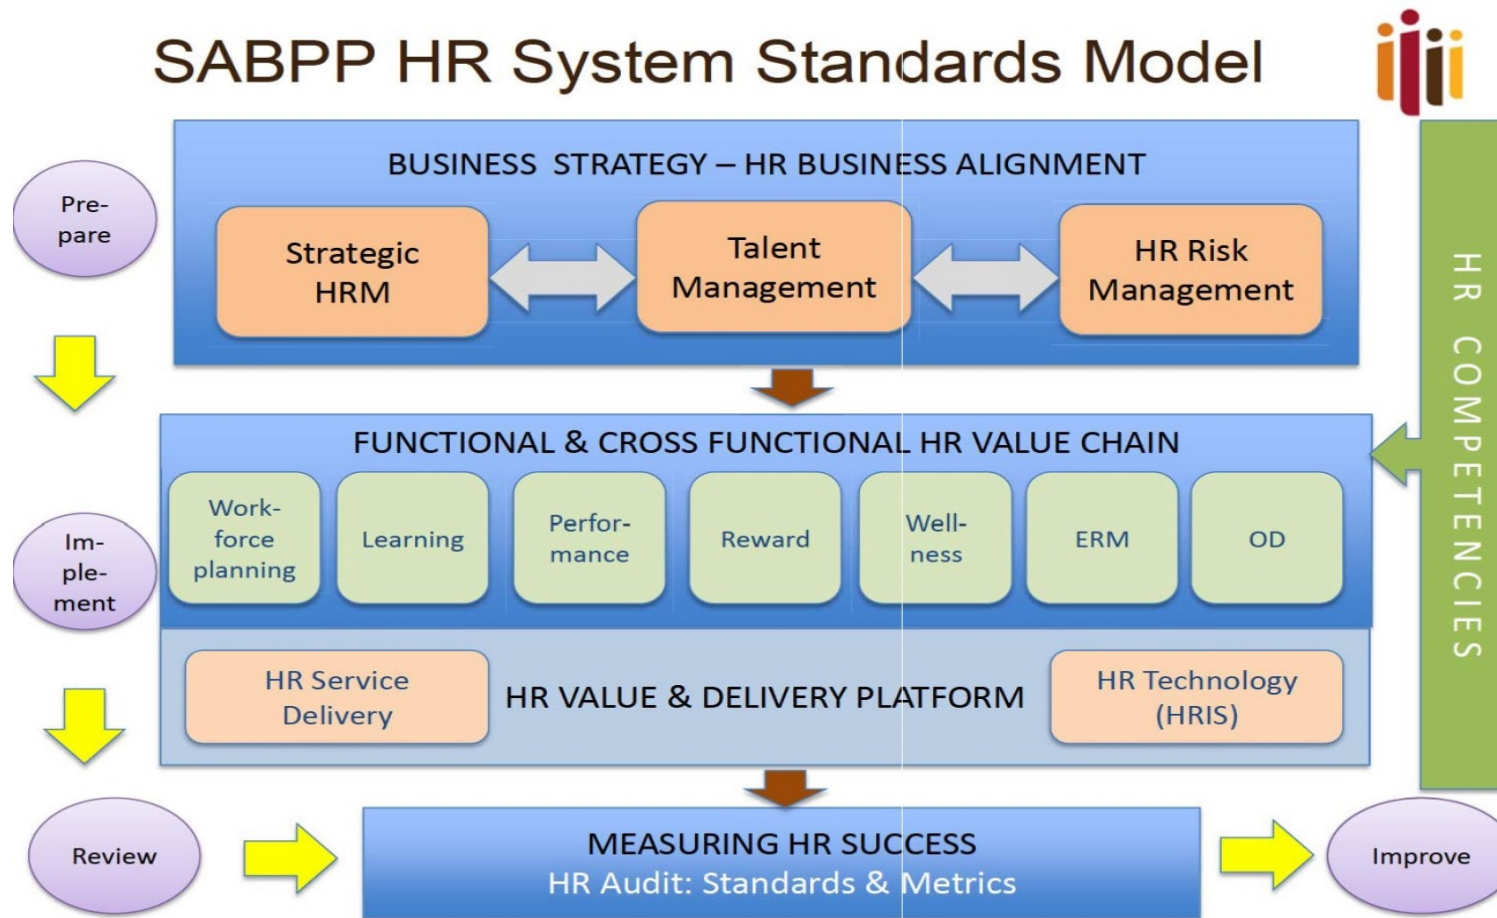 SABPP HR System Standards Model
BUSINESS STRATEGY – HR BUSINESS ALIGNMENT
Pre-
pare
Strategic
HRM
Talent
Management
HR Risk
Management
HR COMPETENCIES
FUNCTIONAL & CROSS FUNCTIONAL HR VALUE CHAIN
Im-
ple-
ment
Work-
force
planning
Learning
Perfor-
mance
Reward
Well-
ness
ERM
OD
HR Service
Delivery
HR VALUE & DELIVERY PLATFORM
HR Technology
(HRIS)
Review
MEASURING HR SUCCESS
HR Audit: Standards & Metrics
Improve